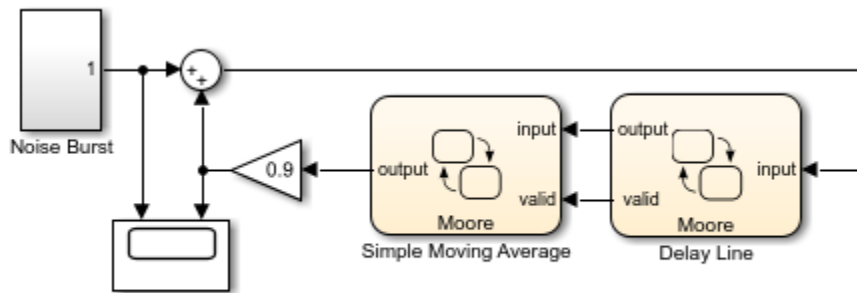 1
+
+
Noise Burst
0.9
output
input
valid
Moore
Simple Moving Average
output
valid
input
Moore
Delay Line